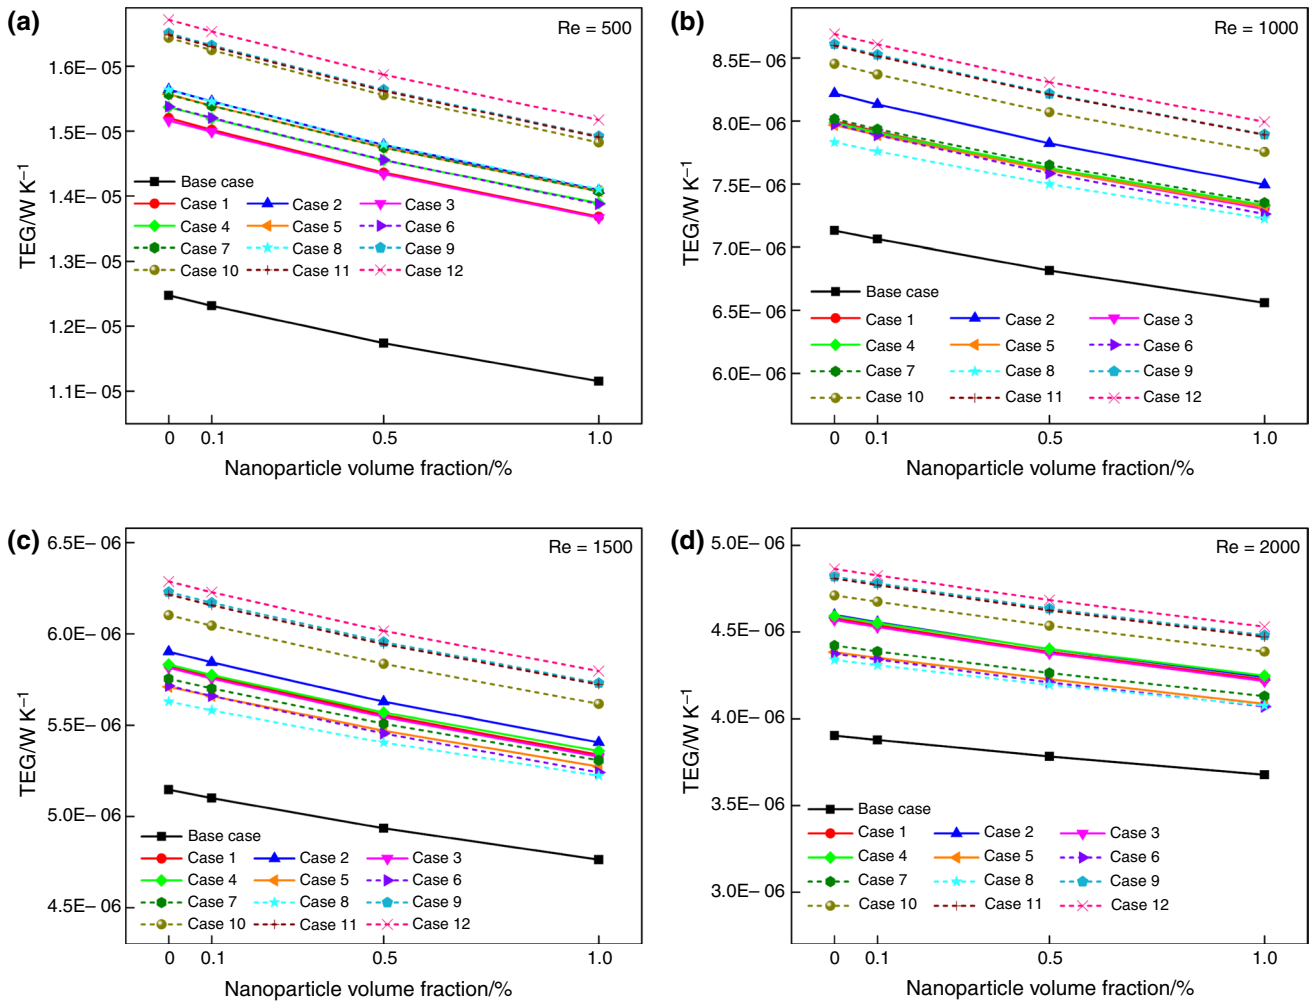 (a)
Re = 500
TEG/W K⁻¹
1.6E– 05
1.5E– 05
1.4E– 05
1.3E– 05
1.2E– 05
1.1E– 05
Base case
Case 1 Case 2 Case 3
Case 4 Case 5 Case 6
Case 7 Case 8 Case 9
Case 10 Case 11 Case 12
0 0.1 0.5 1.0
Nanoparticle volume fraction/%
(b)
Re = 1000
TEG/W K⁻¹
8.5E– 06
8.0E– 06
7.5E– 06
7.0E– 06
6.5E– 06
6.0E– 06
Base case
Case 1 Case 2 Case 3
Case 4 Case 5 Case 6
Case 7 Case 8 Case 9
Case 10 Case 11 Case 12
0 0.1 0.5 1.0
Nanoparticle volume fraction/%
(c)
Re = 1500
TEG/W K⁻¹
6.5E– 06
6.0E– 06
5.5E– 06
5.0E– 06
4.5E– 06
Base case
Case 1 Case 2 Case 3
Case 4 Case 5 Case 6
Case 7 Case 8 Case 9
Case 10 Case 11 Case 12
0 0.1 0.5 1.0
Nanoparticle volume fraction/%
(d)
Re = 2000
TEG/W K⁻¹
5.0E– 06
4.5E– 06
4.0E– 06
3.5E– 06
3.0E– 06
Base case
Case 1 Case 2 Case 3
Case 4 Case 5 Case 6
Case 7 Case 8 Case 9
Case 10 Case 11 Case 12
0 0.1 0.5 1.0
Nanoparticle volume fraction/%